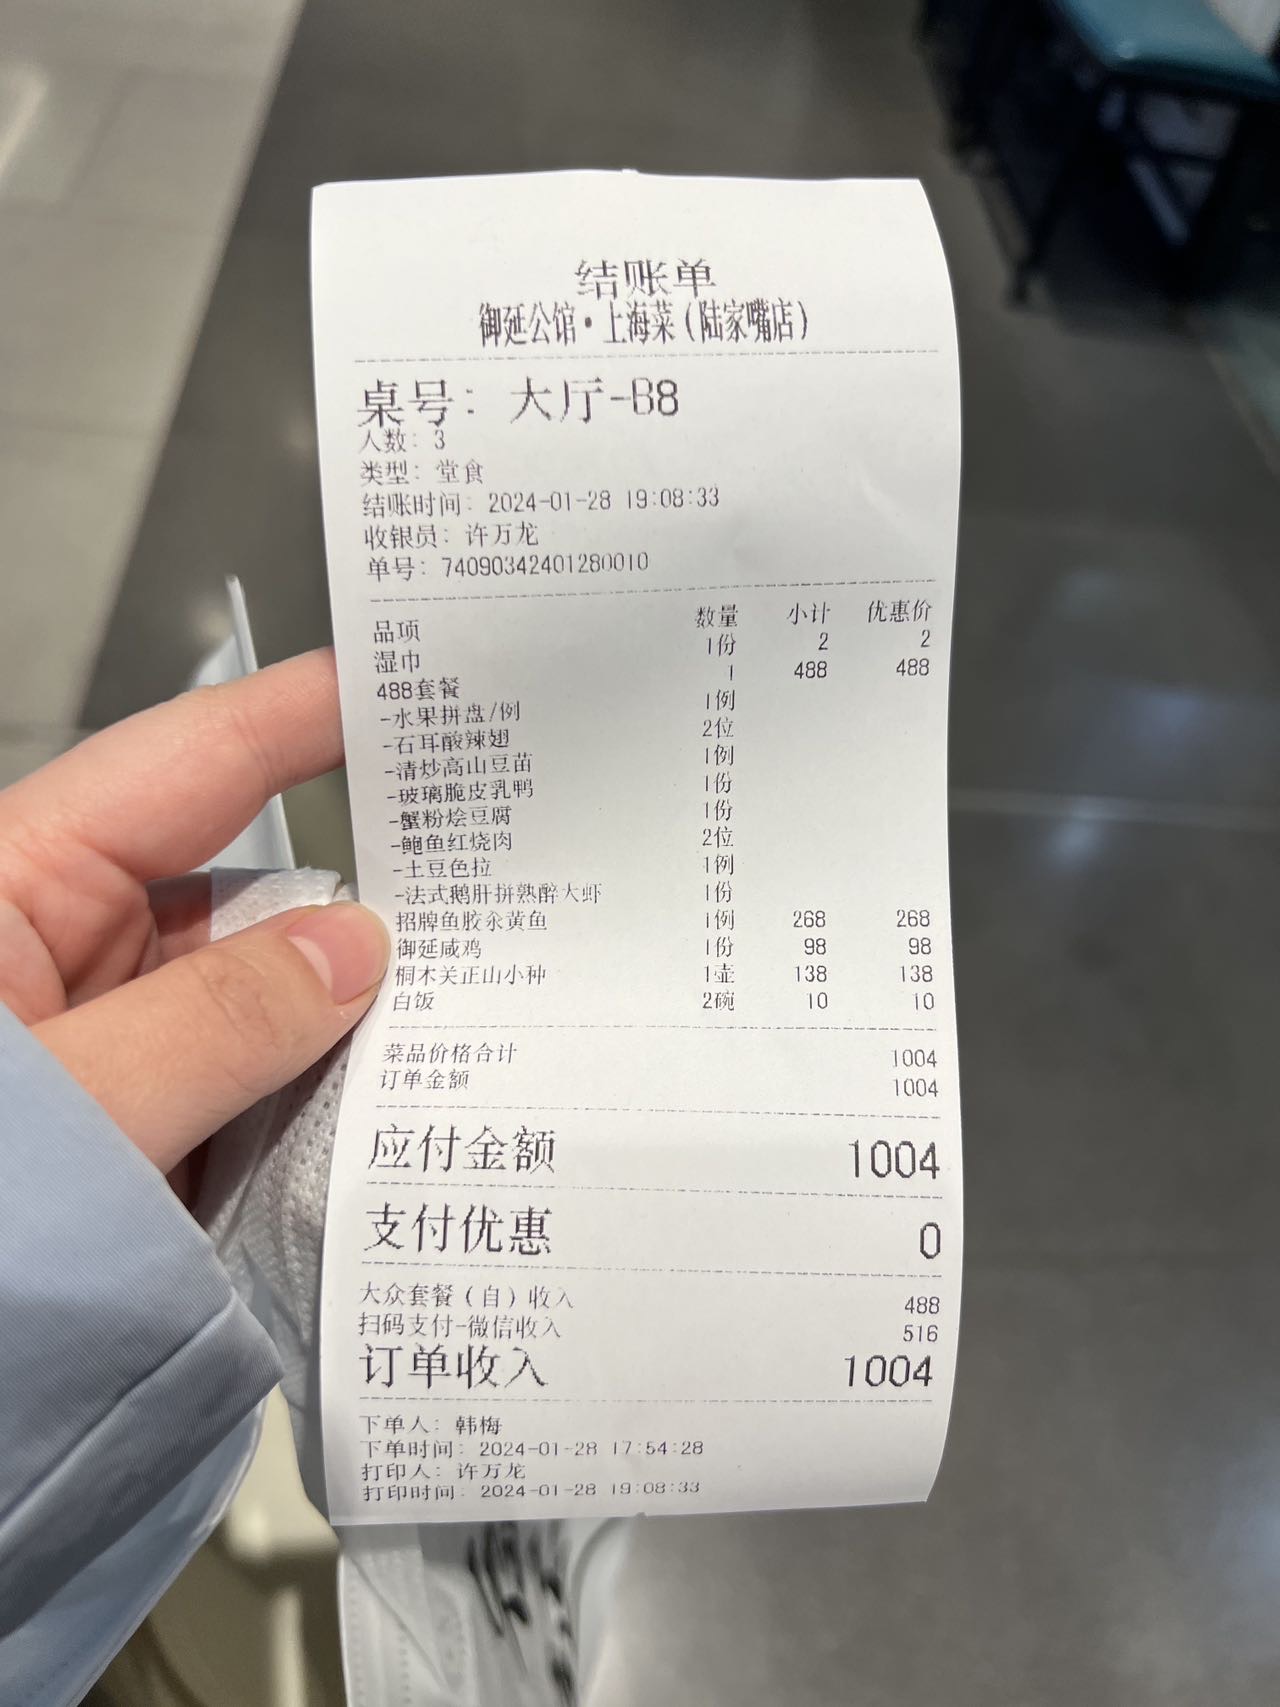 结账单
御延公馆·上海菜(陆家嘴店)
桌号: 大厅-B8
人数: 3
类型: 堂食
结账时间: 2024-01-28 19:08:33
收银员: 许万龙
单号: 74090342401280010
品项 数量 小计 优惠价
湿巾 1份 2 2
488套餐 1 488 488
-水果拼盘/例 1例
-石耳酸辣翅 2位
-清炒高山豆苗 1例
-玻璃脆皮乳鸭 1份
-蟹粉烩豆腐 1份
-鲍鱼红烧肉 2位
-土豆色拉 1例
-法式鹅肝拼熟醉大虾 1份
招牌鱼胶汆黄鱼 1例 268 268
御延咸鸡 1份 98 98
桐木关正山小种 1壶 138 138
白饭 2碗 10 10
菜品价格合计 1004
订单金额 1004
应付金额 1004
支付优惠 0
大众套餐(自)收入 488
扫码支付-微信收入 516
订单收入 1004
下单人: 韩梅
下单时间: 2024-01-28 17:54:28
打印人: 许万龙
打印时间: 2024-01-28 19:08:33